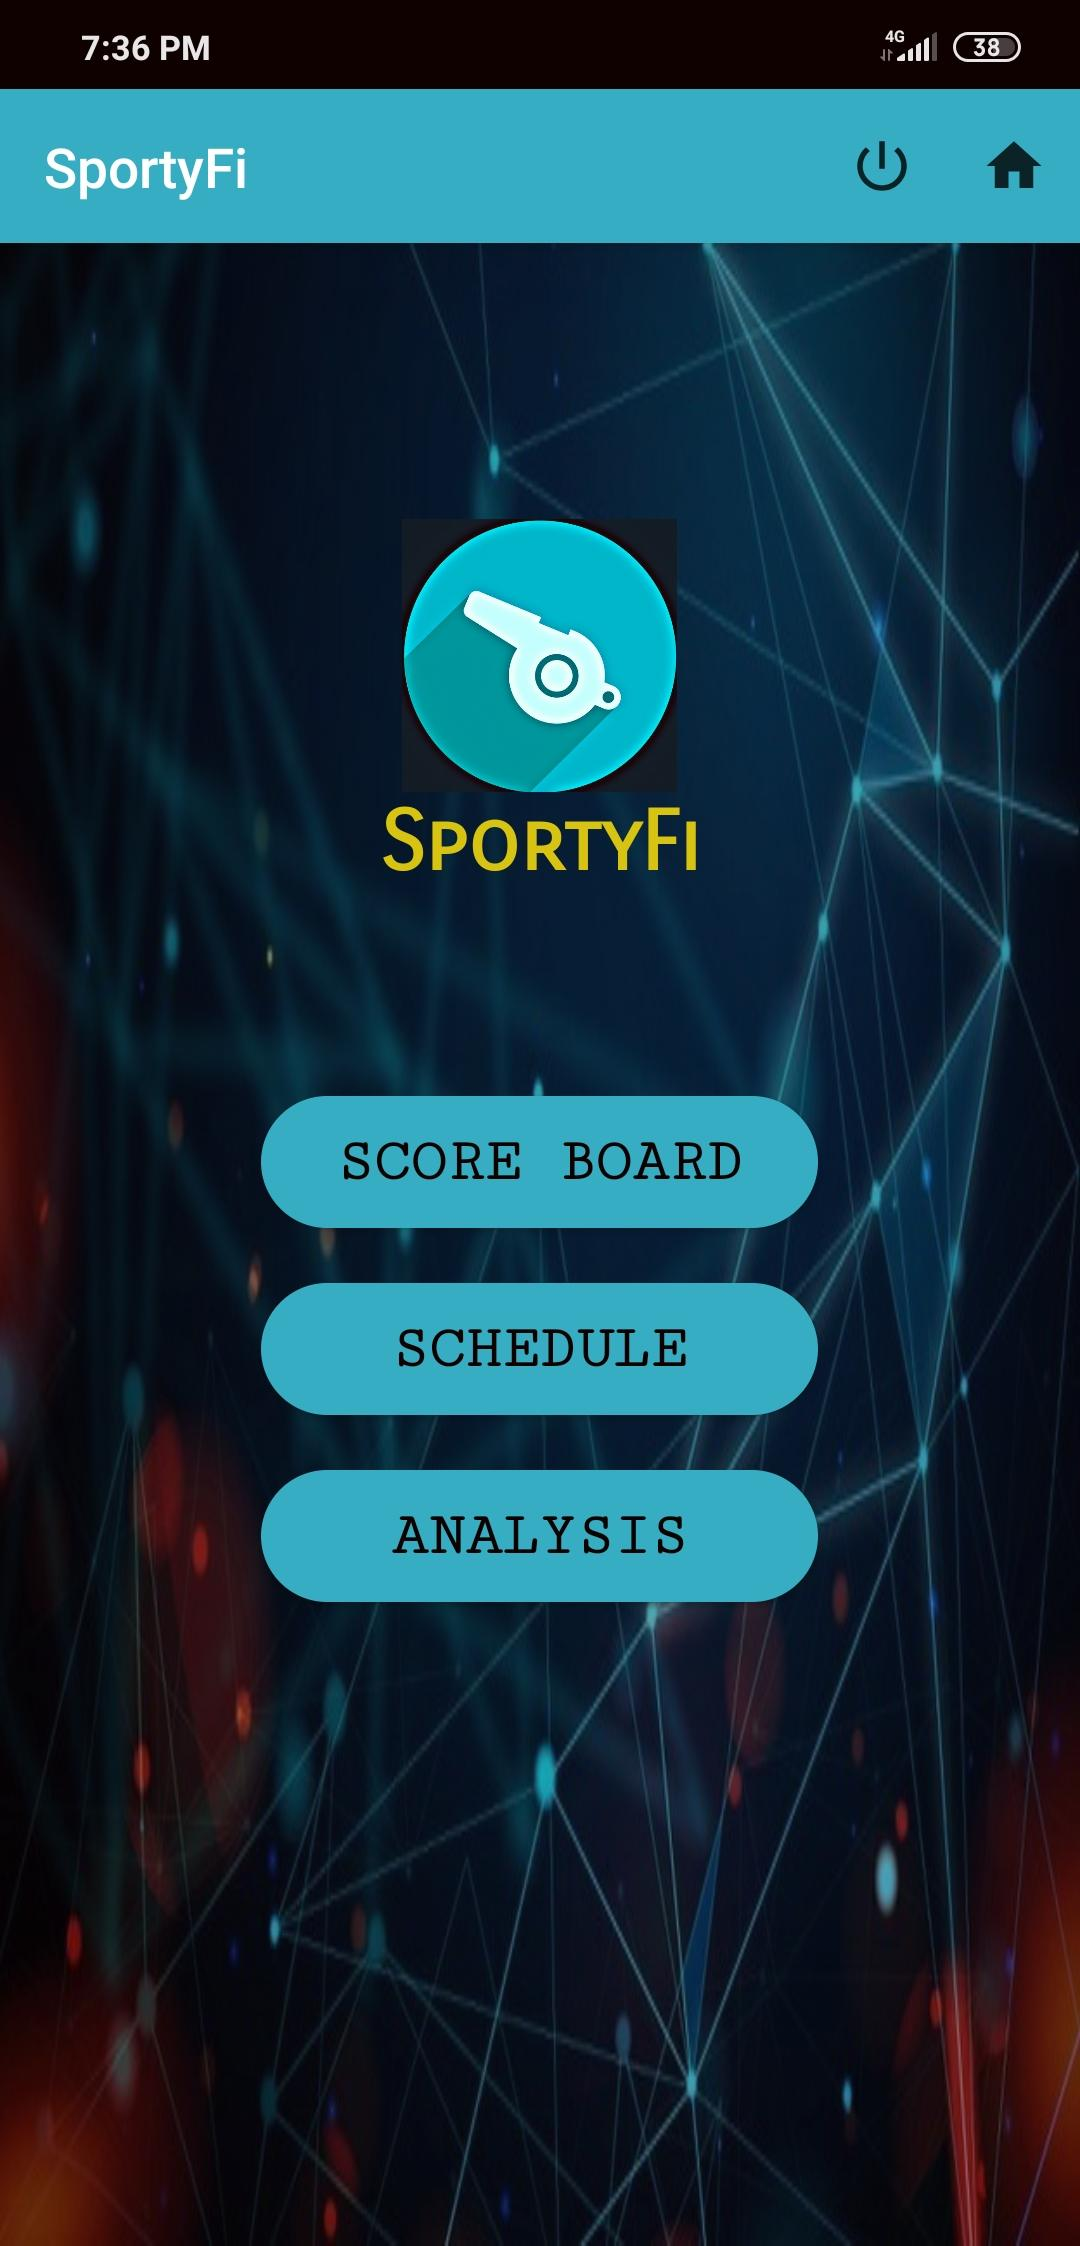 7:36 PM 4G 38
SportyFi
SportyFi
SCORE BOARD
SCHEDULE
ANALYSIS